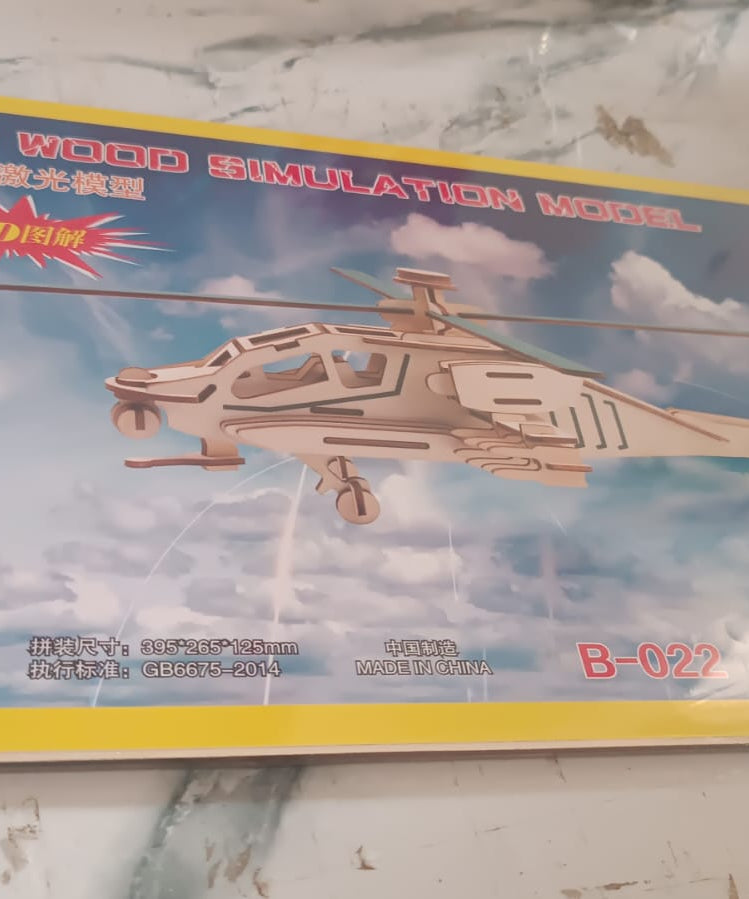 WOOD SIMULATION MODEL
激光模型
D图解
拼装尺寸：395*265*125mm
执行标准：GB6675-2014
中国制造
MADE IN CHINA
B-022